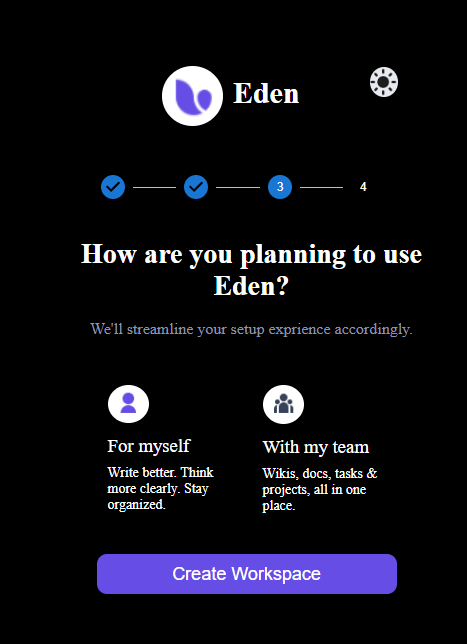 Eden
3
4
How are you planning to use
Eden?
We'll streamline your setup exprience accordingly.
For myself
Write better. Think
more clearly. Stay
organized.
With my team
Wikis, docs, tasks &
projects, all in one
place.
Create Workspace